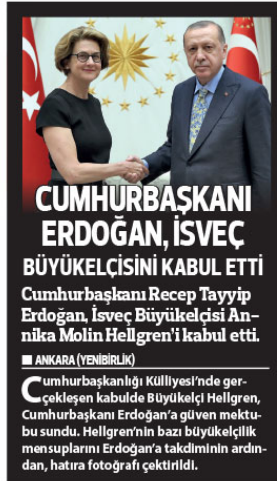 CUMHURBAŞKANI
ERDOĞAN, İSVEÇ
BÜYÜKELÇİSİNİ KABUL ETTİ
Cumhurbaşkanı Recep Tayyip
Erdoğan, İsveç Büyükelçisi An-
nika Molin Hellgren'i kabul etti.
■ ANKARA (YENİBİRLİK)
Cumhurbaşkanlığı Külliyesi'nde ger-
çekleşen kabulde Büyükelçi Hellgren,
Cumhurbaşkanı Erdoğan'a güven mektu-
bu sundu. Hellgren'nin bazı büyükelçilik
mensuplarını Erdoğan'a takdiminin ardın-
dan, hatıra fotoğrafı çektirildi.